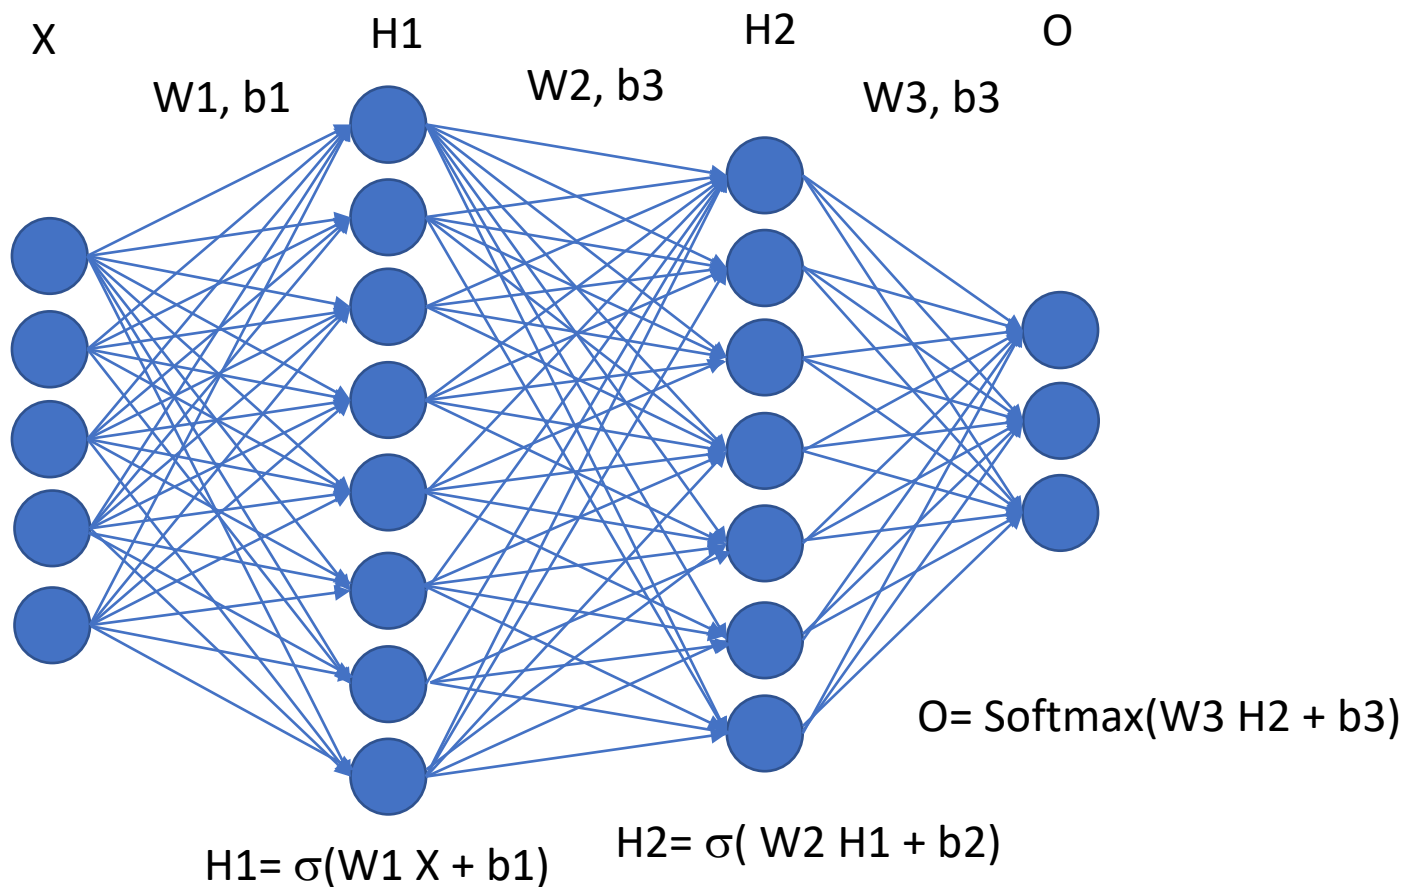 X
H1
H2
O
W1, b1
W2, b3
W3, b3
O= Softmax(W3 H2 + b3)
H2= σ( W2 H1 + b2)
H1= σ(W1 X + b1)